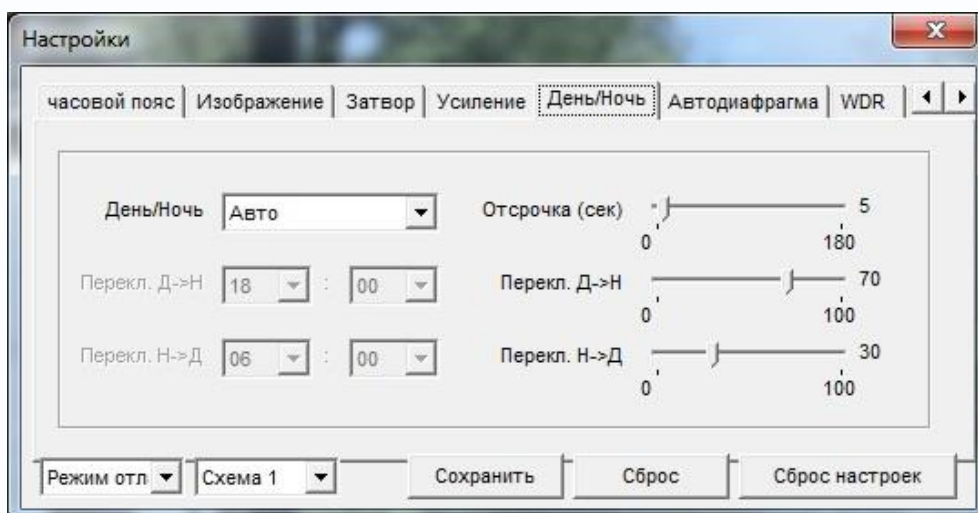 Настройки
часовой пояс Изображение Затвор Усиление День/Ночь Автодиафрагма WDR
День/Ночь Авто Отсрочка (сек) 5
0 180
Перекл. Д->Н 18 : 00 Перекл. Д->Н 70
0 100
Перекл. Н->Д 06 : 00 Перекл. Н->Д 30
0 100
Режим отл Схема 1 Сохранить Сброс Сброс настроек